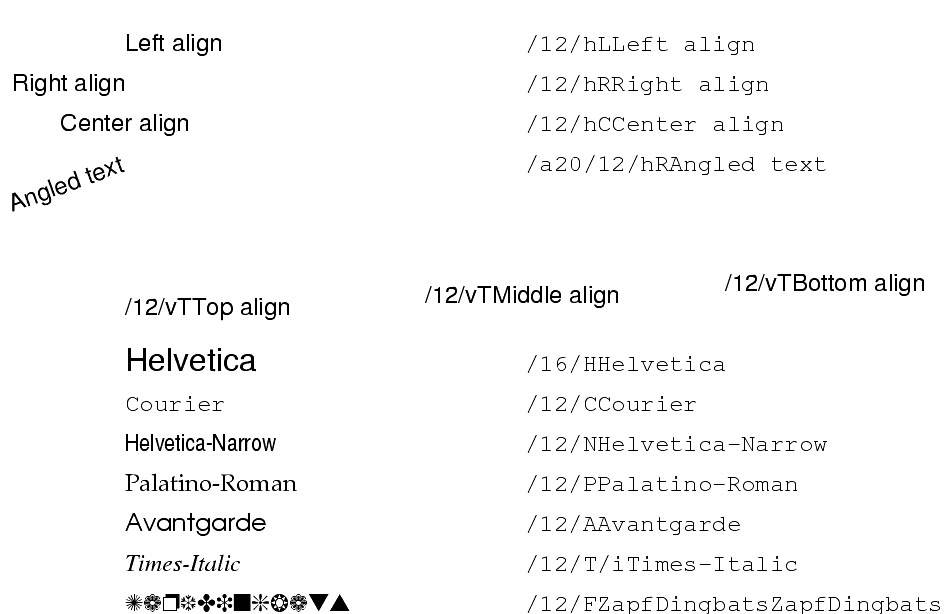 Left align /12/hLLeft align
Right align /12/hRRight align
Center align /12/hCCenter align
Angled text /a20/12/hRAngled text
/12/vTTop align /12/vTMiddle align /12/vTBottom align
Helvetica /16/HHelvetica
Courier /12/CCourier
Helvetica-Narrow /12/NHelvetica-Narrow
Palatino-Roman /12/PPalatino-Roman
Avantgarde /12/AAvantgarde
Times-Italic /12/T/iTimes-Italic
/12/FZapfDingbatsZapfDingbats